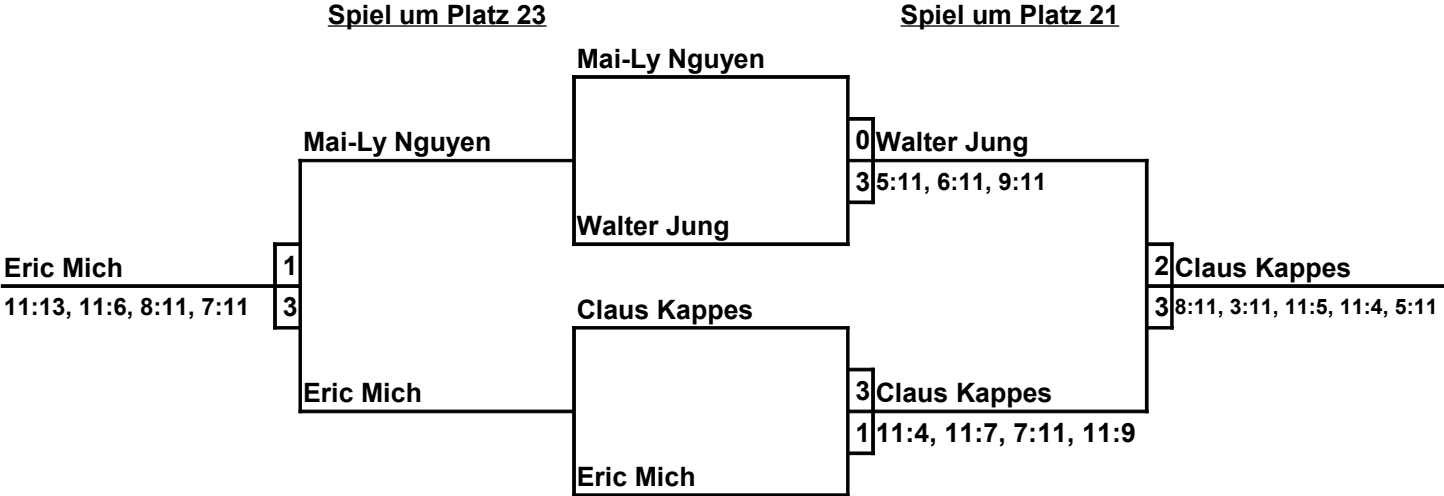 Spiel um Platz 23
Spiel um Platz 21
Mai-Ly Nguyen
Mai-Ly Nguyen
0 Walter Jung
3 5:11, 6:11, 9:11
Walter Jung
Eric Mich 1
11:13, 11:6, 8:11, 7:11 3
2 Claus Kappes
3 8:11, 3:11, 11:5, 11:4, 5:11
Claus Kappes
Eric Mich
3 Claus Kappes
1 11:4, 11:7, 7:11, 11:9
Eric Mich